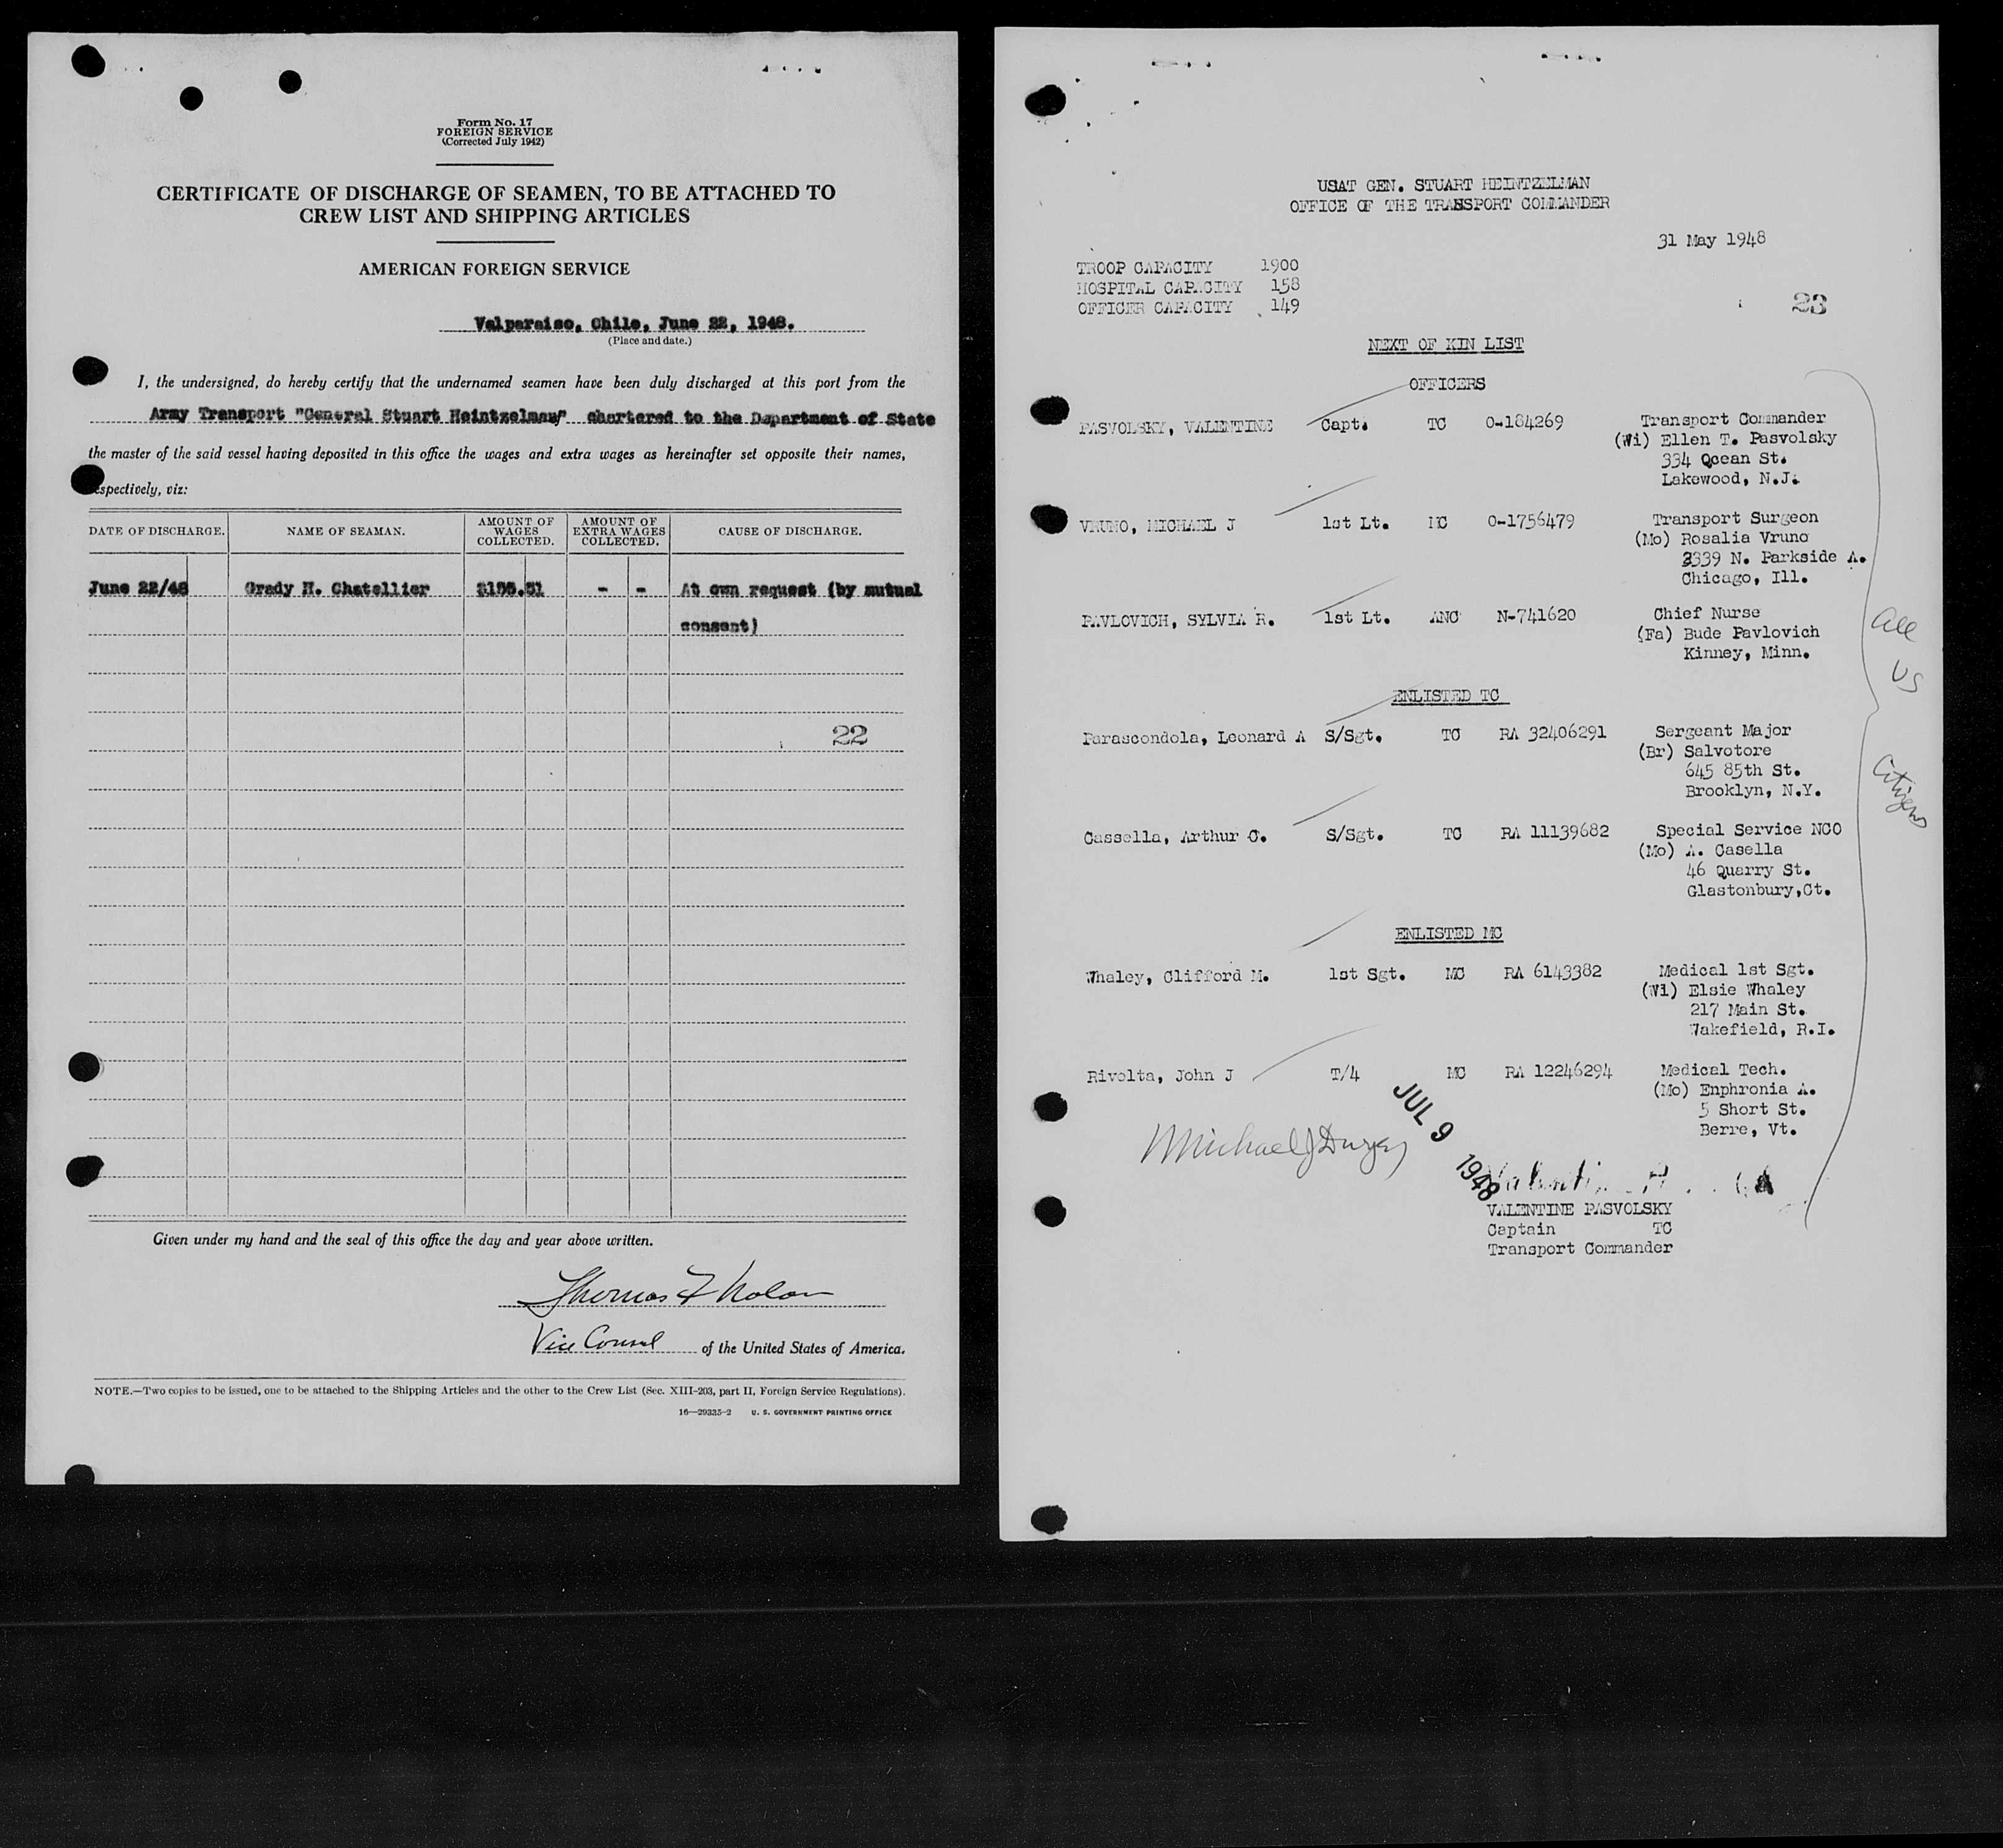 Form No. 17
FOREIGN SERVICE
(Corrected July 1942)
CERTIFICATE OF DISCHARGE OF SEAMEN, TO BE ATTACHED TO
CREW LIST AND SHIPPING ARTICLES
AMERICAN FOREIGN SERVICE
Valparaiso, Chile, June 22, 1948.
(Place and date.)
I, the undersigned, do hereby certify that the undernamed seamen have been duly discharged at this port from the
Army Transport "General Stuart Heintzelman" chartered to the Department of State
the master of the said vessel having deposited in this office the wages and extra wages as hereinafter set opposite their names,
espectively, viz:
DATE OF DISCHARGE. NAME OF SEAMAN. AMOUNT OF WAGES COLLECTED. AMOUNT OF EXTRA WAGES COLLECTED. CAUSE OF DISCHARGE.
June 22/48 Grady H. Chatellier - - At own request (by mutual
consent)
22
Given under my hand and the seal of this office the day and year above written.
Thomas F Nolan
Vice Consul of the United States of America.
NOTE.—Two copies to be issued, one to be attached to the Shipping Articles and the other to the Crew List (Sec. XIII-203, part II, Foreign Service Regulations).
16—29325-2 U. S. GOVERNMENT PRINTING OFFICE
USAT GEN. STUART HEINTZELMAN
OFFICE OF THE TRANSPORT COMMANDER
31 May 1948
TROOP CAPACITY 1900
HOSPITAL CAPACITY 158
OFFICER CAPACITY 149
23
NEXT OF KIN LIST
OFFICERS
PASVOLSKY, VALENTINE Capt. TC O-184269 Transport Commander
(Wi) Ellen T. Pasvolsky
334 Ocean St.
Lakewood, N.J.
VRUNO, MICHAEL J 1st Lt. MC O-1756479 Transport Surgeon
(Mo) Rosalia Vruno
2339 N. Parkside A.
Chicago, Ill.
PAVLOVICH, SYLVIA R. 1st Lt. ANC N-741620 Chief Nurse
(Fa) Bude Pavlovich
Kinney, Minn.
ENLISTED TC
Parascondola, Leonard A S/Sgt. TC RA 32406291 Sergeant Major
(Br) Salvotore
645 85th St.
Brooklyn, N.Y.
Cassella, Arthur C. S/Sgt. TC RA 11139682 Special Service NCO
(Mo) A. Casella
46 Quarry St.
Glastonbury,Ct.
ENLISTED MC
Whaley, Clifford M. 1st Sgt. MC RA 6143382 Medical 1st Sgt.
(Wi) Elsie Whaley
217 Main St.
Wakefield, R.I.
Rivolta, John J T/4 MC RA 12246294 Medical Tech.
(Mo) Enphronia A.
5 Short St.
Berre, Vt.
all
US
Citizens
JUL 9 1948
Michael J
VALENTINE PASVOLSKY
Captain TC
Transport Commander